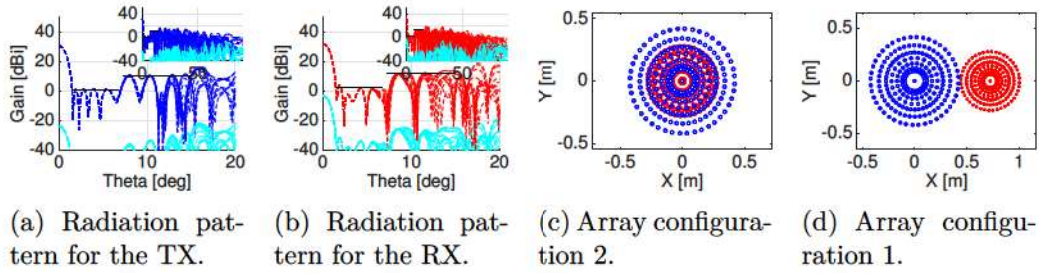 40
0
-40
0
50
40
20
0
-20
-40
0
10
20
Gain [dBi]
Theta [deg]
(a) Radiation pat-
tern for the TX.
40
0
-40
0
50
40
20
0
-20
-40
0
10
20
Gain [dBi]
Theta [deg]
(b) Radiation pat-
tern for the RX.
0.5
0
-0.5
-0.5
0
0.5
Y [m]
X [m]
(c) Array configura-
tion 2.
0.5
0
-0.5
-0.5
0
0.5
1
Y [m]
X [m]
(d) Array configu-
ration 1.